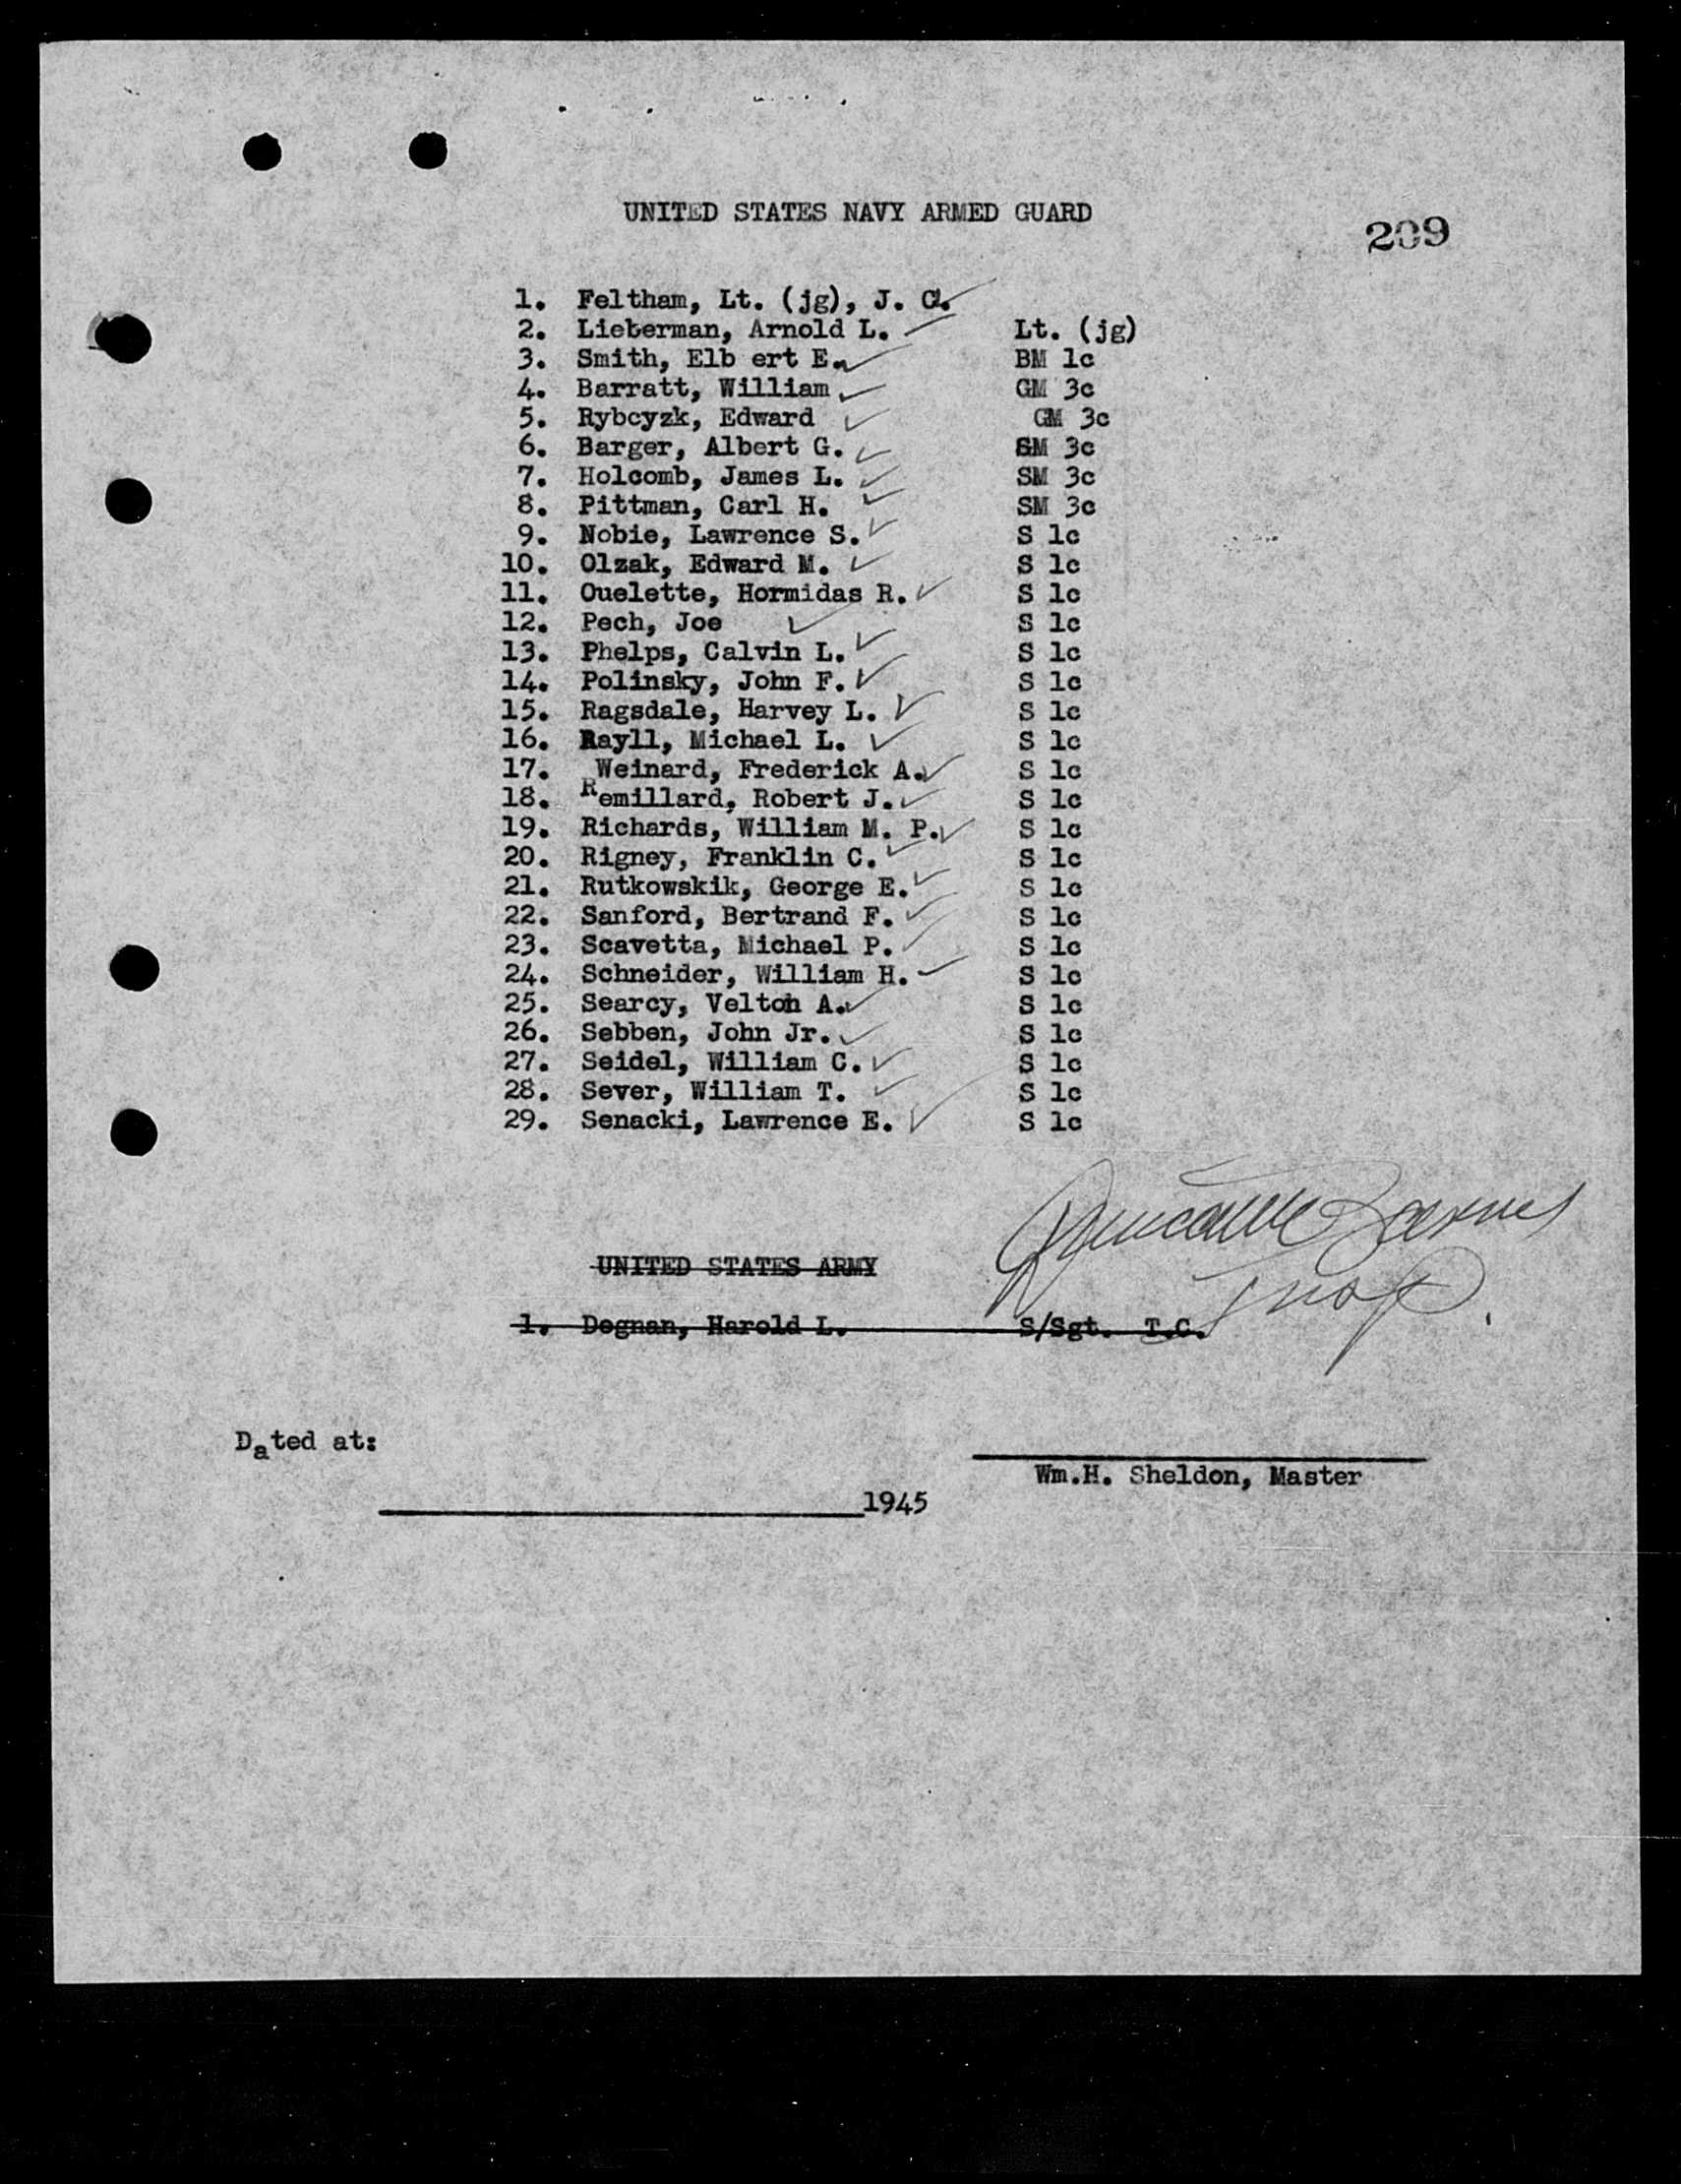 UNITED STATES NAVY ARMED GUARD
209
1. Feltham, Lt. (jg), J. C.
2. Lieberman, Arnold L. Lt. (jg)
3. Smith, Elb ert E. BM 1c
4. Barratt, William GM 3c
5. Rybcyzk, Edward GM 3c
6. Barger, Albert G. SM 3c
7. Holcomb, James L. SM 3c
8. Pittman, Carl H. SM 3c
9. Nobie, Lawrence S. S 1c
10. Olzak, Edward M. S 1c
11. Ouelette, Hormidas R. S 1c
12. Pech, Joe S 1c
13. Phelps, Calvin L. S 1c
14. Polinsky, John F. S 1c
15. Ragsdale, Harvey L. S 1c
16. Rayll, Michael L. S 1c
17. Weinard, Frederick A. S 1c
18. Remillard, Robert J. S 1c
19. Richards, William M. P. S 1c
20. Rigney, Franklin C. S 1c
21. Rutkowskik, George E. S 1c
22. Sanford, Bertrand F. S 1c
23. Scavetta, Michael P. S 1c
24. Schneider, William H. S 1c
25. Searcy, Velton A. S 1c
26. Sebben, John Jr. S 1c
27. Seidel, William C. S 1c
28. Sever, William T. S 1c
29. Senacki, Lawrence E. S 1c
UNITED STATES ARMY
1. Degnan, Harold L. S/Sgt. T.C.
Dated at:
Wm.H. Sheldon, Master
1945